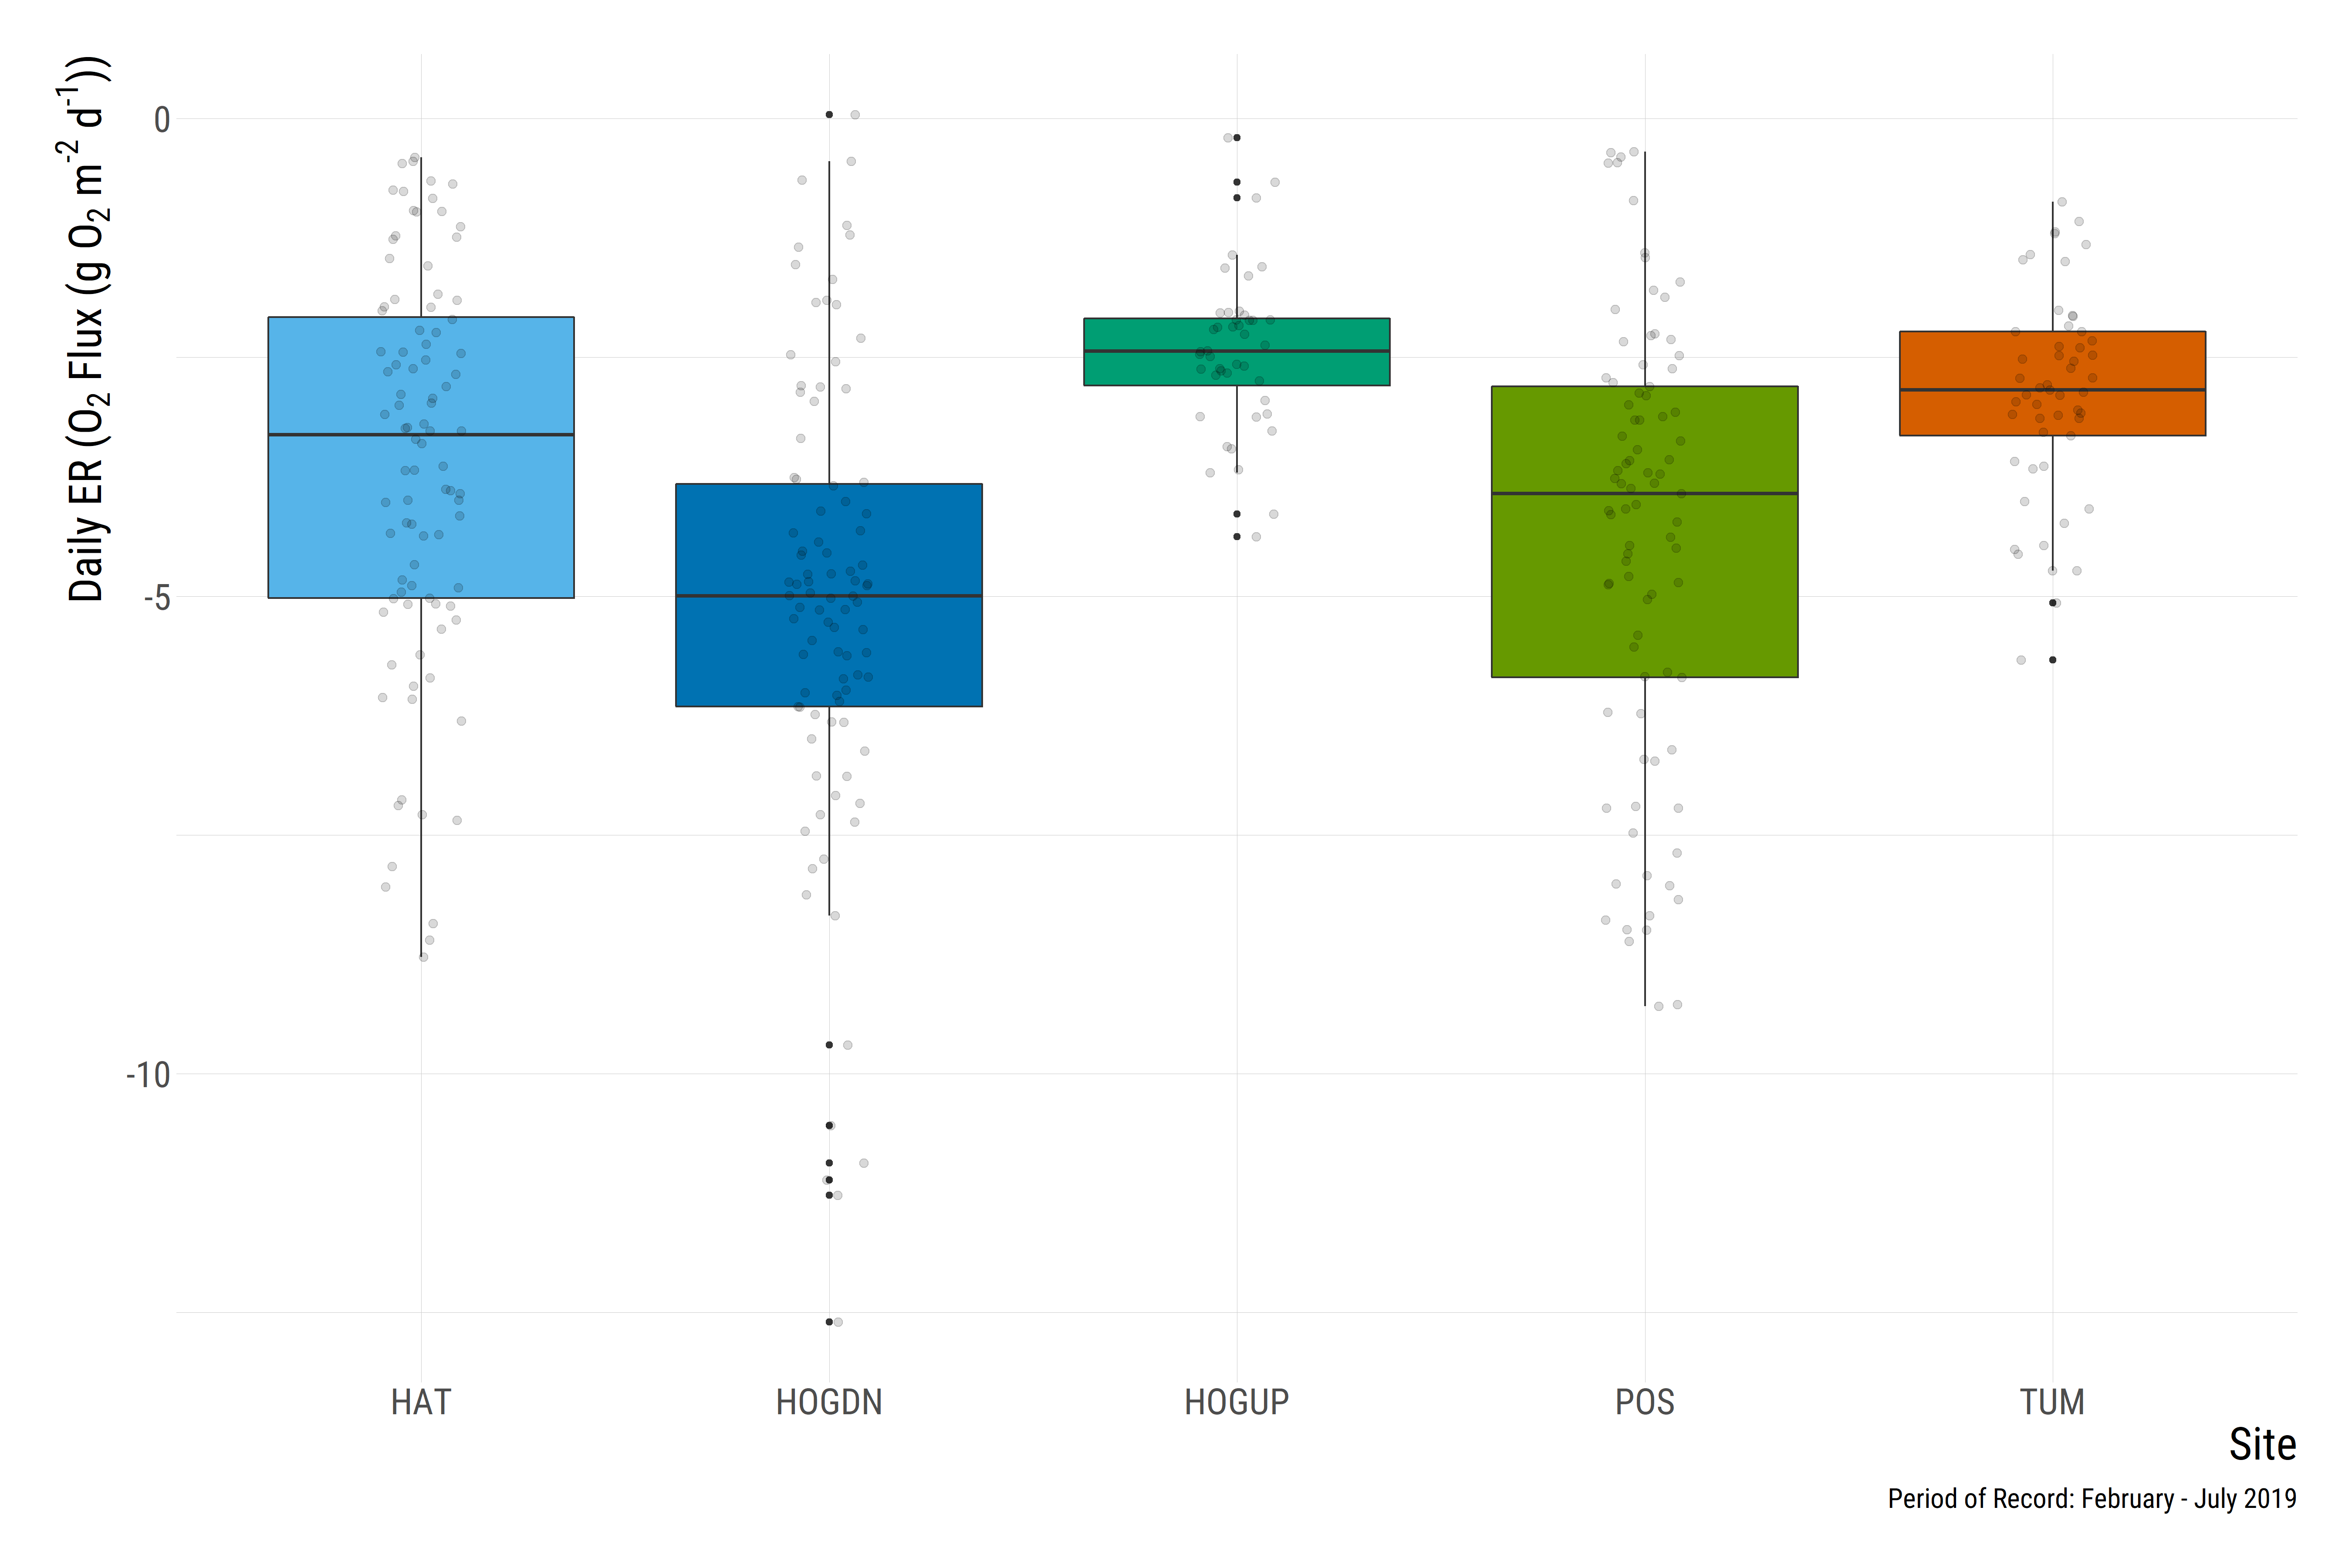 Daily ER (O₂ Flux (g O₂ m⁻² d⁻¹))
0
-5
-10
HAT HOGDN HOGUP POS TUM
Site
Period of Record: February - July 2019